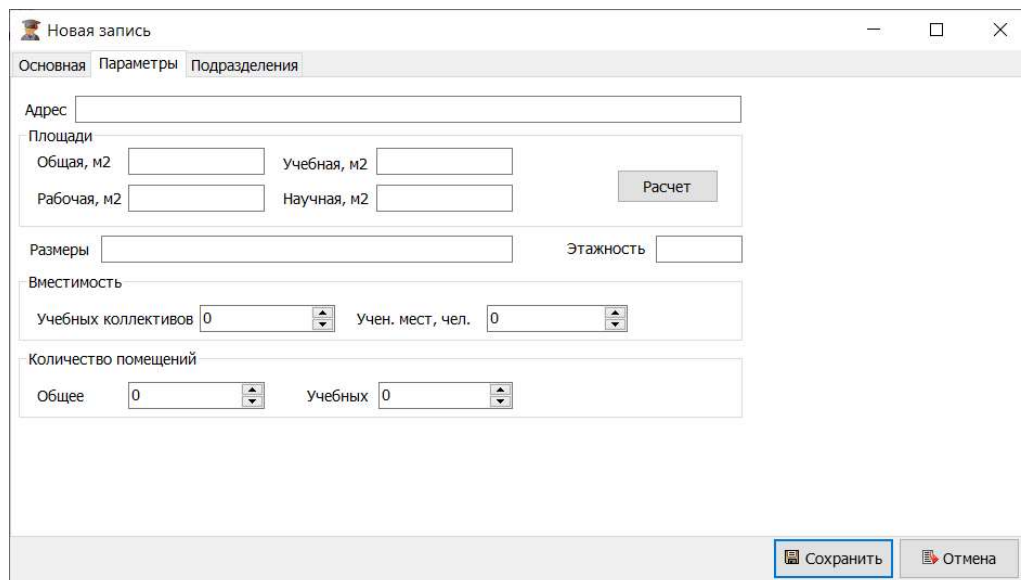 Новая запись
Основная Параметры Подразделения
Адрес
Площади
Общая, м2 Учебная, м2
Расчет
Рабочая, м2 Научная, м2
Размеры Этажность
Вместимость
Учебных коллективов 0 Учен. мест, чел. 0
Количество помещений
Общее 0 Учебных 0
Сохранить Отмена